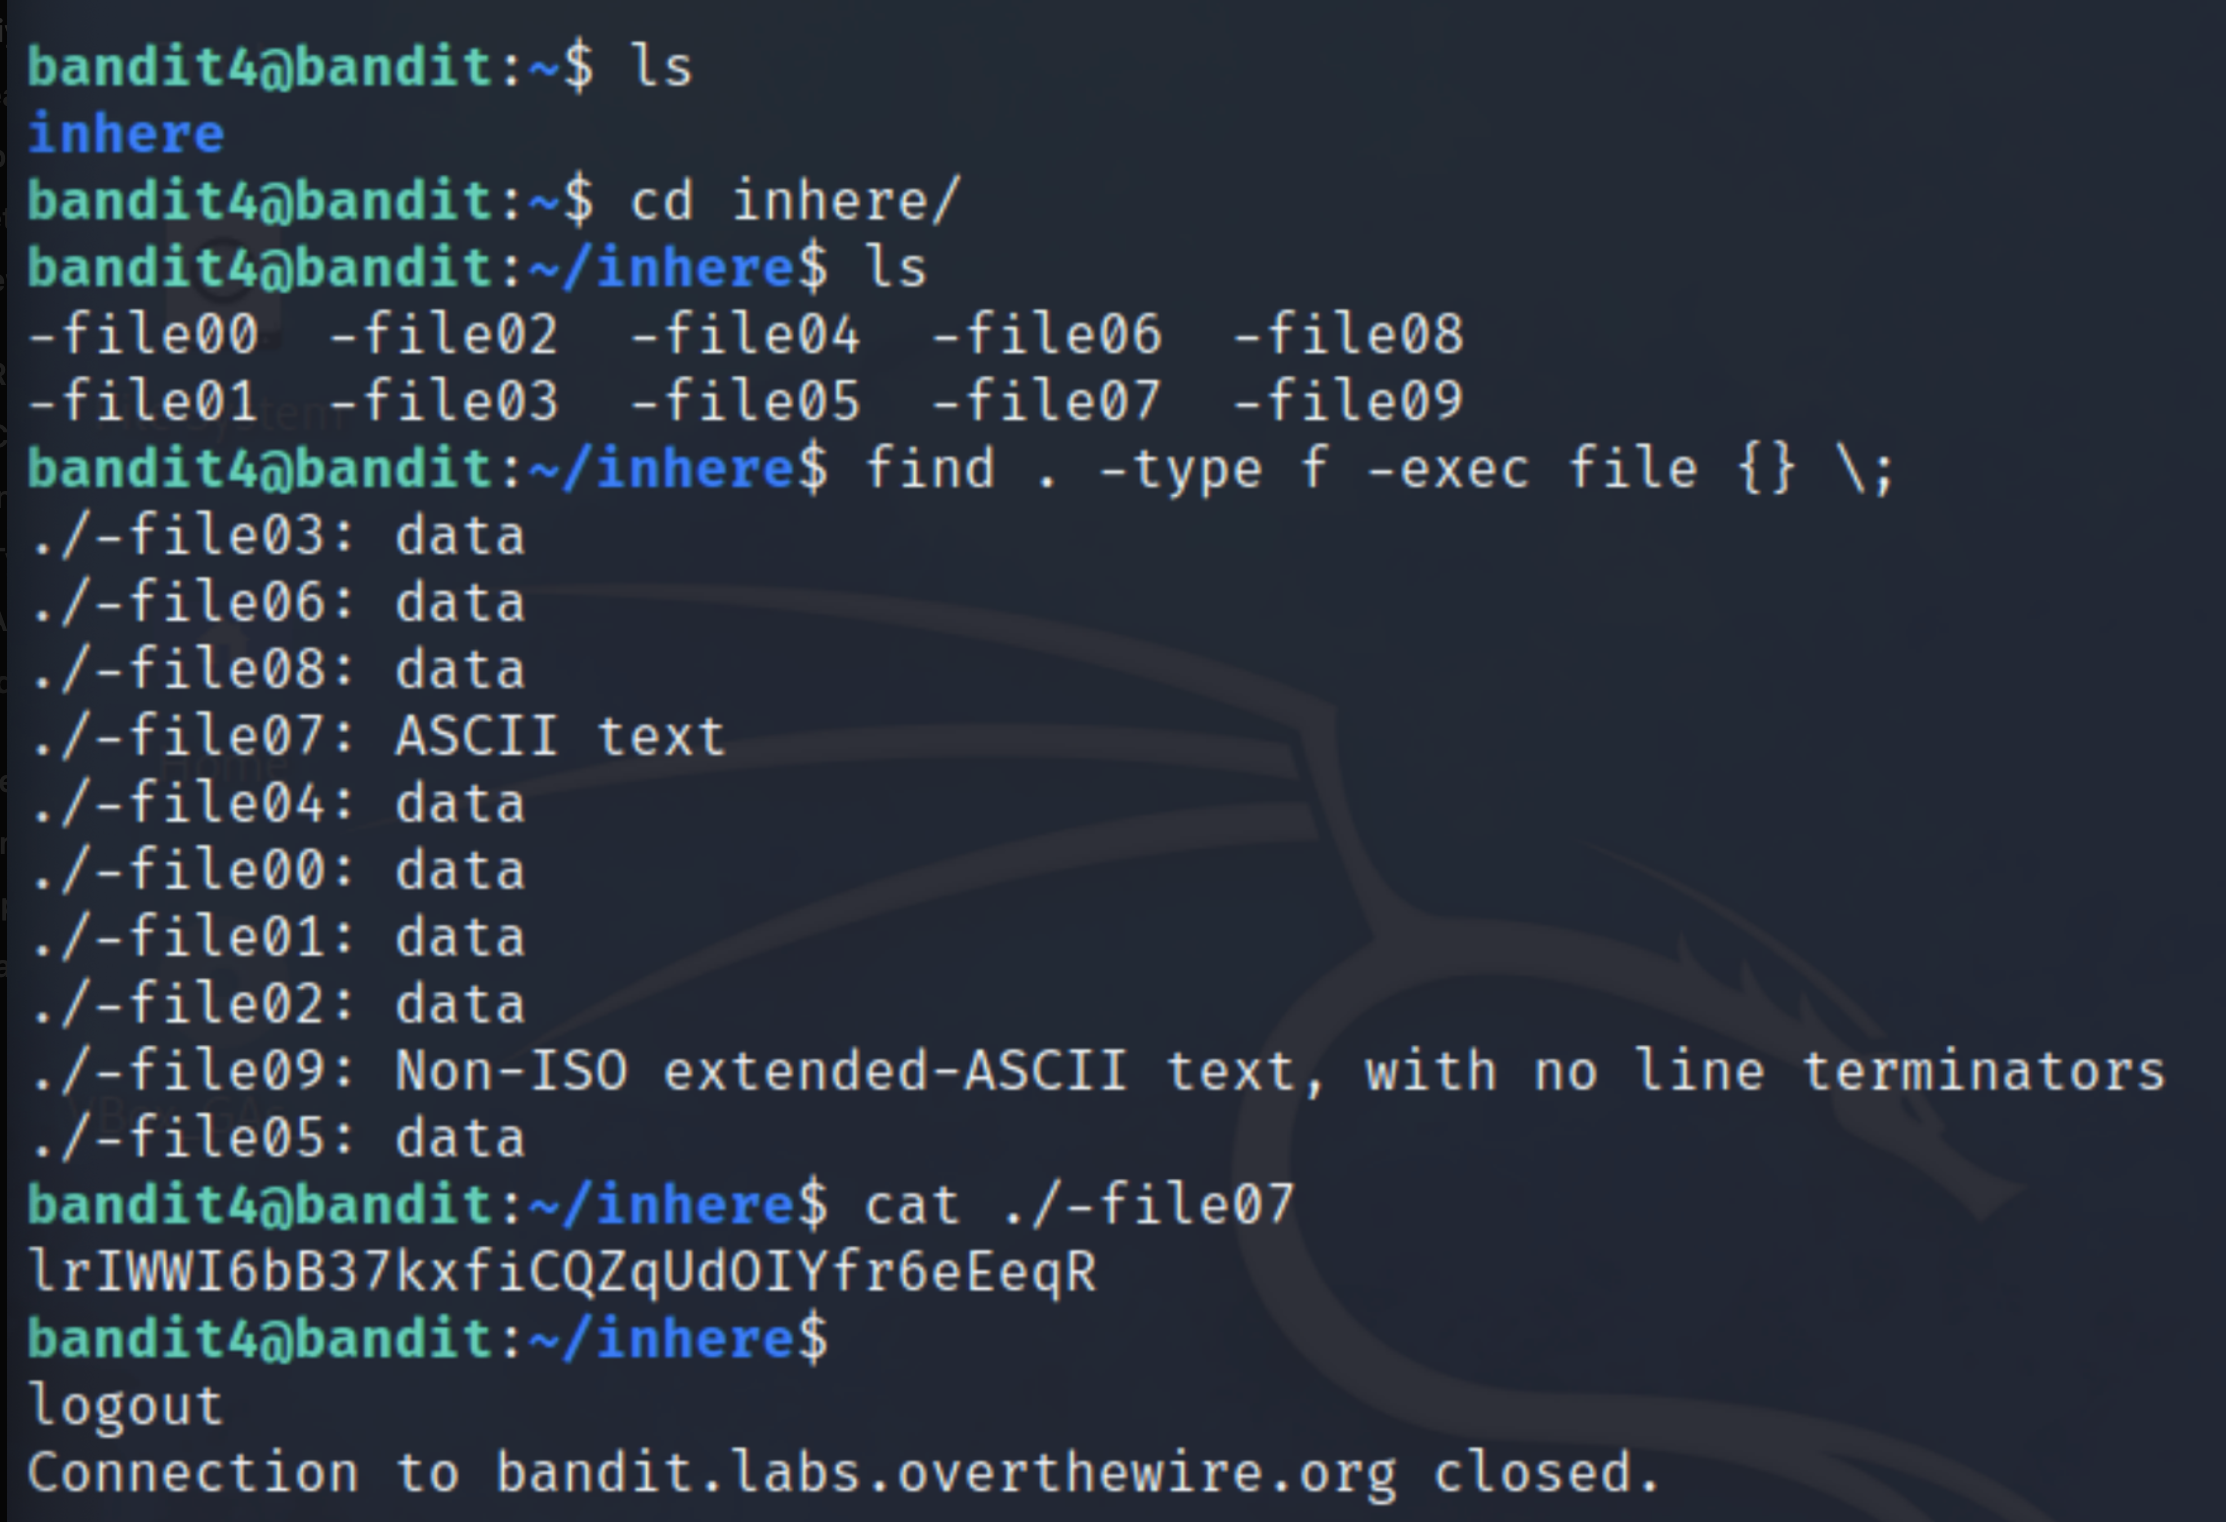 bandit4@bandit:~$ ls
inhere
bandit4@bandit:~$ cd inhere/
bandit4@bandit:~/inhere$ ls
-file00  -file02  -file04  -file06  -file08
-file01  -file03  -file05  -file07  -file09
bandit4@bandit:~/inhere$ find . -type f -exec file {} \;
./-file03: data
./-file06: data
./-file08: data
./-file07: ASCII text
./-file04: data
./-file00: data
./-file01: data
./-file02: data
./-file09: Non-ISO extended-ASCII text, with no line terminators
./-file05: data
bandit4@bandit:~/inhere$ cat ./-file07
lrIWWI6bB37kxfiCQZqUdOIYfr6eEeqR
bandit4@bandit:~/inhere$
logout
Connection to bandit.labs.overthewire.org closed.